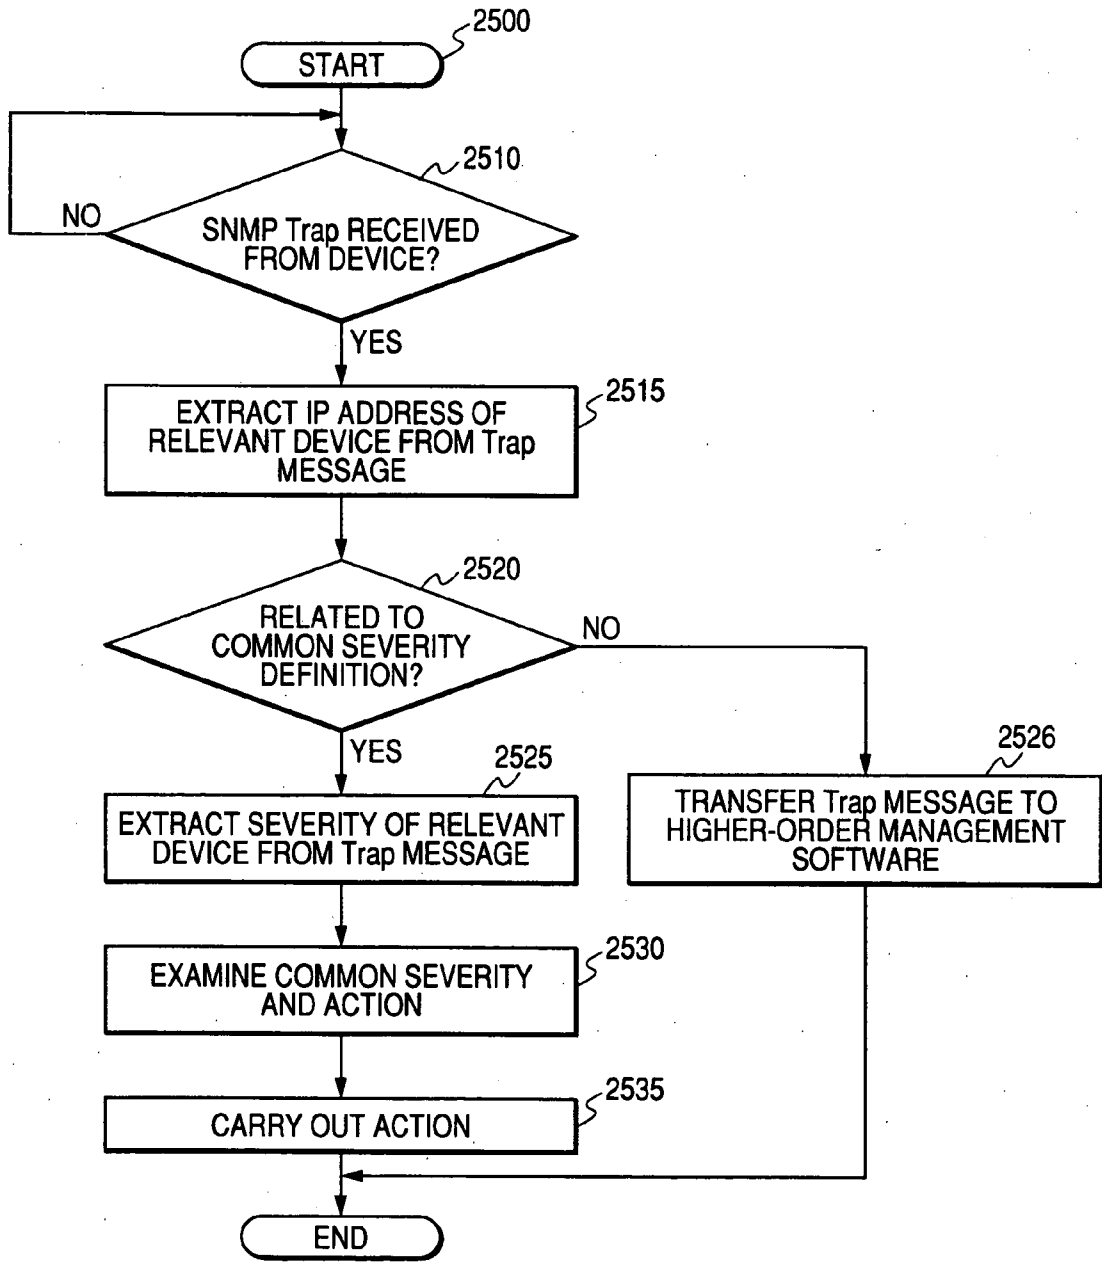 2500
START
2510
NO
SNMP Trap RECEIVED
FROM DEVICE?
YES
2515
EXTRACT IP ADDRESS OF
RELEVANT DEVICE FROM Trap
MESSAGE
2520
RELATED TO
COMMON SEVERITY
DEFINITION?
NO
YES
2525
EXTRACT SEVERITY OF RELEVANT
DEVICE FROM Trap MESSAGE
2526
TRANSFER Trap MESSAGE TO
HIGHER-ORDER MANAGEMENT
SOFTWARE
2530
EXAMINE COMMON SEVERITY
AND ACTION
2535
CARRY OUT ACTION
END